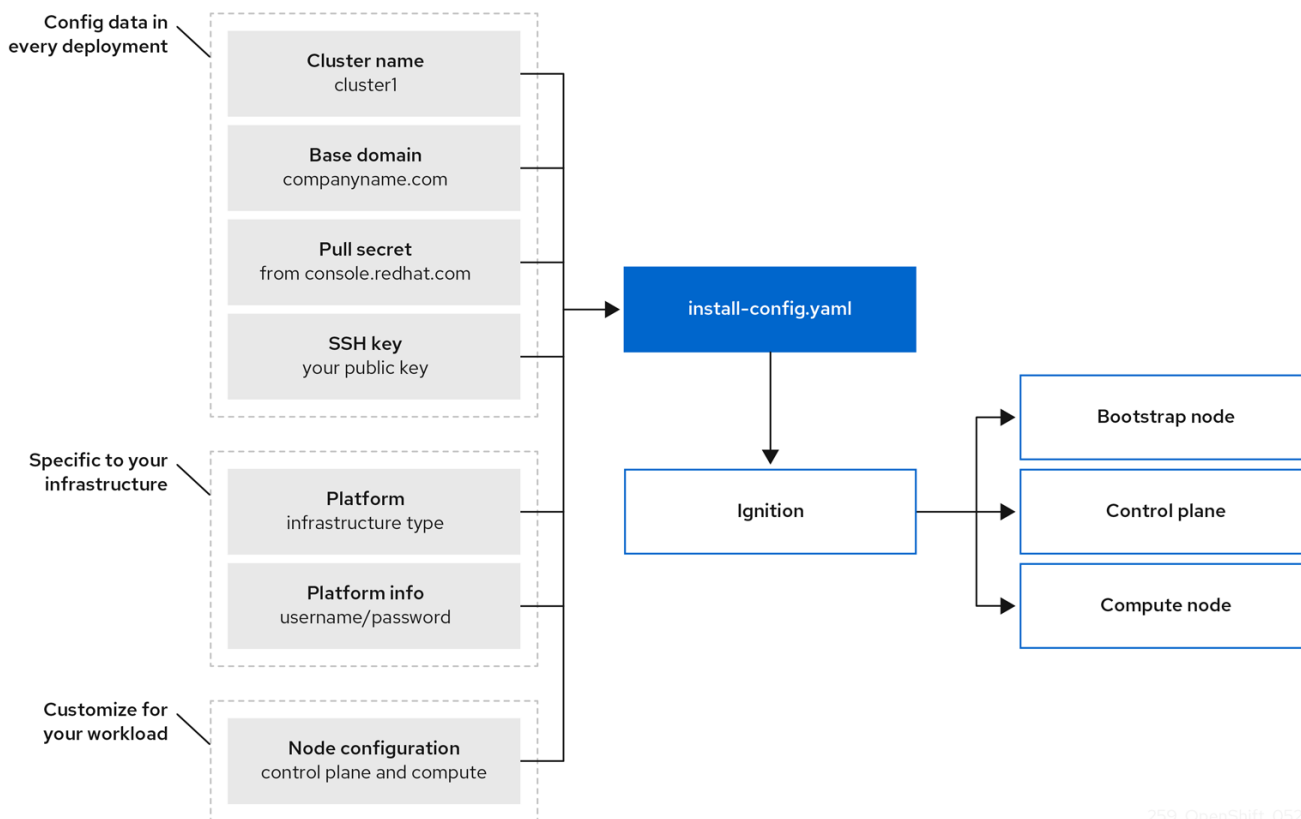 Config data in
every deployment
Cluster name
cluster1
Base domain
companyname.com
Pull secret
from console.redhat.com
SSH key
your public key
install-config.yaml
Specific to your
infrastructure
Platform
infrastructure type
Platform info
username/password
Ignition
Bootstrap node
Control plane
Compute node
Customize for
your workload
Node configuration
control plane and compute
259_OpenShift_052